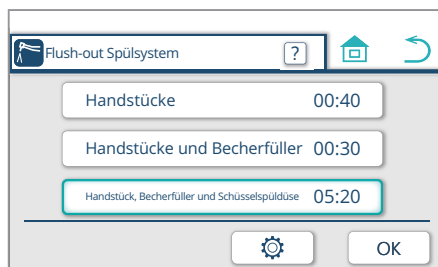 Flush-out Spülsystem ?
Handstücke 00:40
Handstücke und Becherfüller 00:30
Handstück, Becherfüller und Schüsselspüldüse 05:20
OK